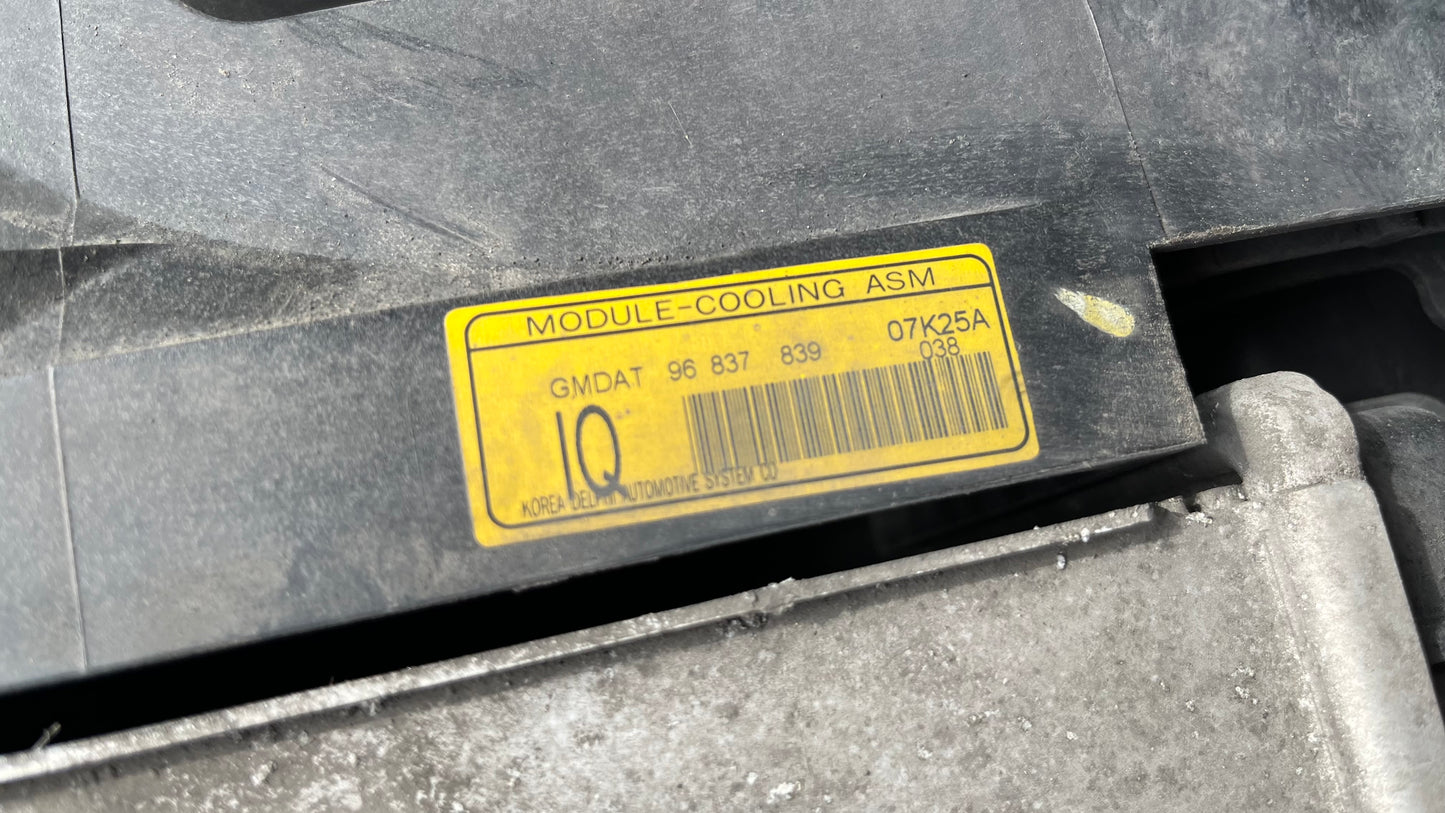 MODULE-COOLING ASM
GMDAT 96 837 839 07K25A
038
IQ
KOREA DELPHI AUTOMOTIVE SYSTEM CO